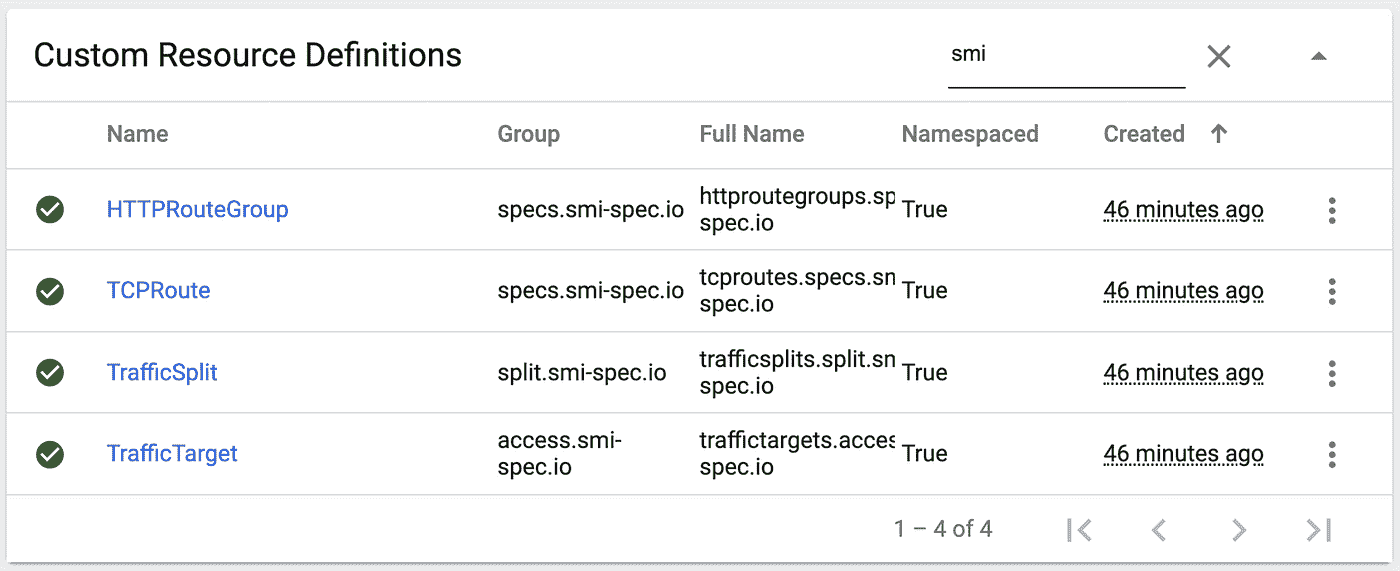 Custom Resource Definitions smi
Name Group Full Name Namespaced Created
HTTPRouteGroup specs.smi-spec.io httproutegroups.sp
spec.io True 46 minutes ago
TCPRoute specs.smi-spec.io tcproutes.specs.sm
spec.io True 46 minutes ago
TrafficSplit split.smi-spec.io trafficsplits.split.sm
spec.io True 46 minutes ago
TrafficTarget access.smi-
spec.io traffictargets.acces
spec.io True 46 minutes ago
1 – 4 of 4